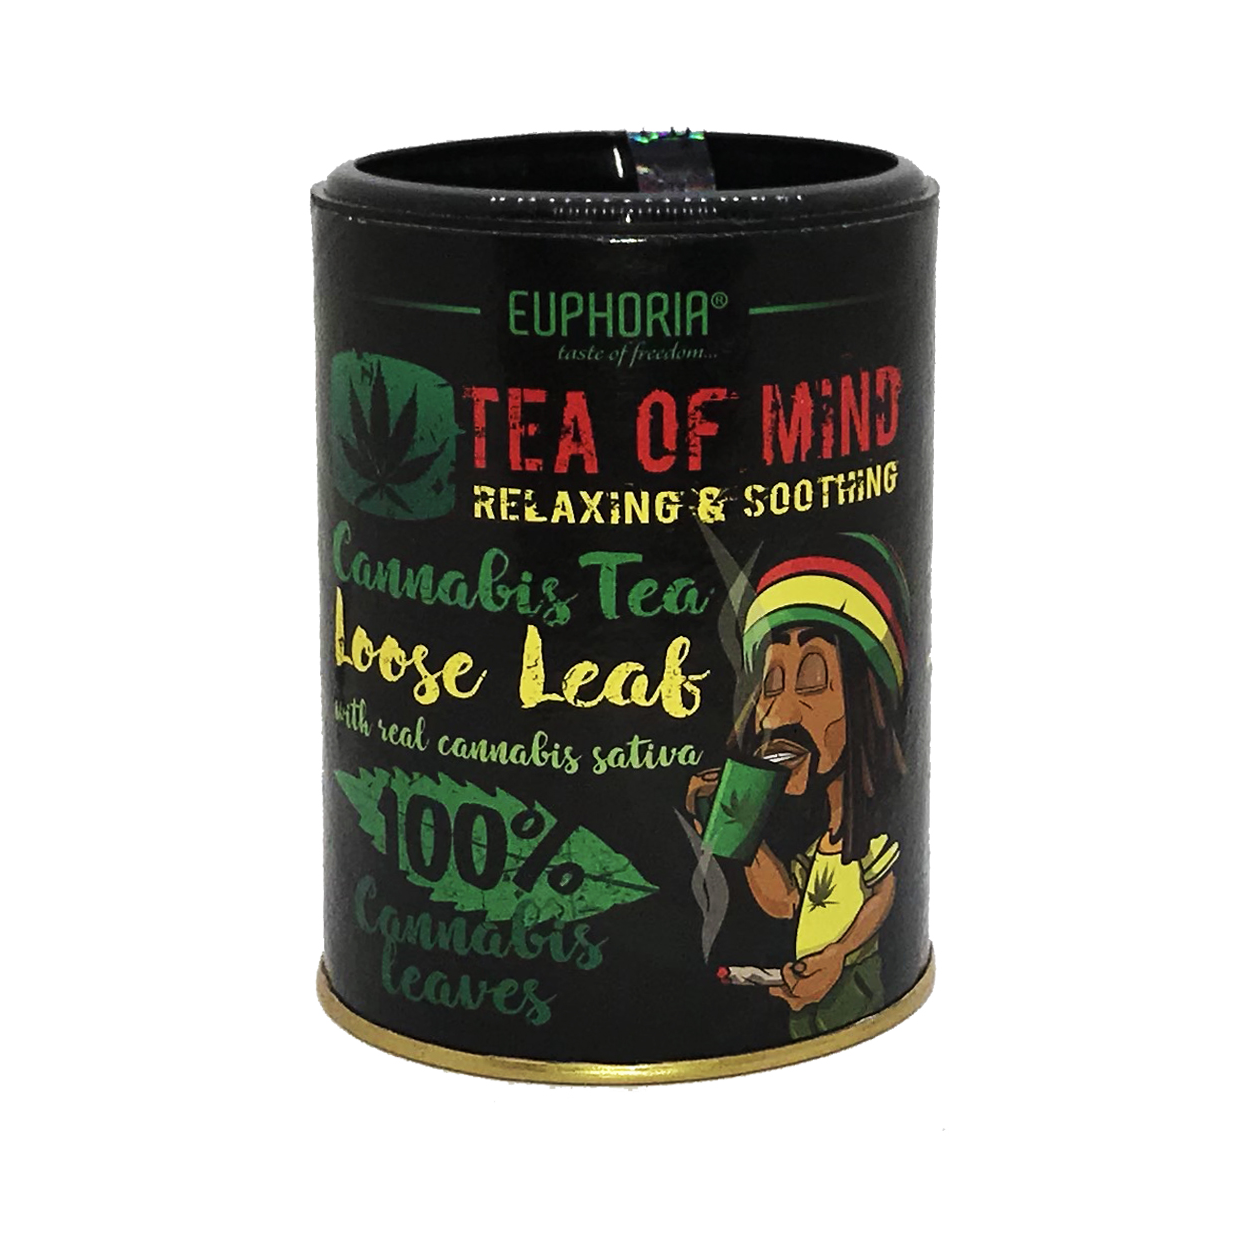 EUPHORIA®
taste of freedom...
TEA OF MIND
RELAXING & SOOTHING
Cannabis Tea
Loose Leaf
with real cannabis sativa
100%
Cannabis
leaves